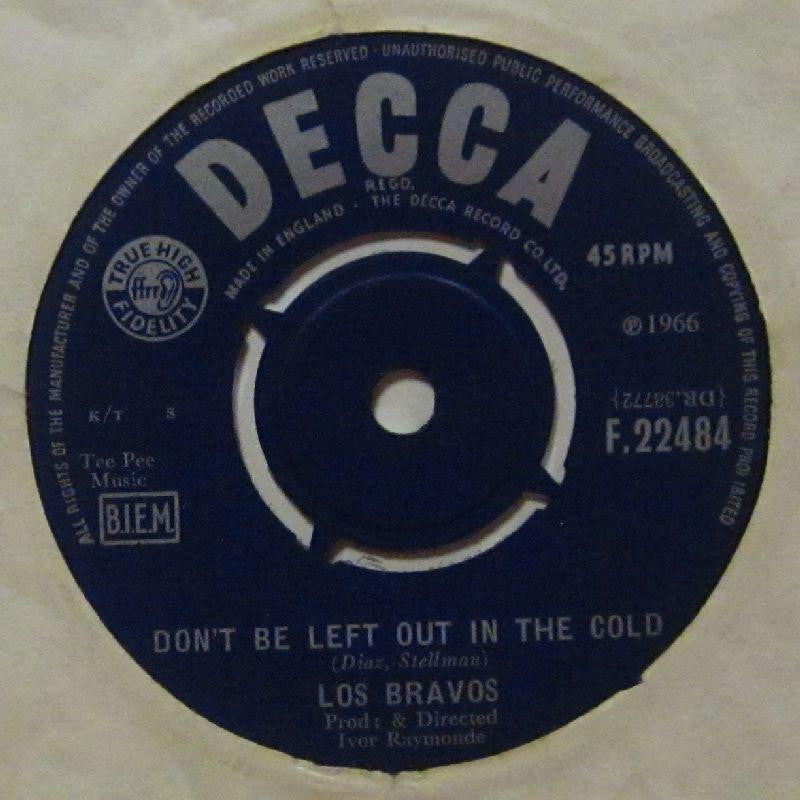 ALL RIGHTS OF THE MANUFACTURER AND OF THE OWNER OF THE RECORDED WORK RESERVED · UNAUTHORISED PUBLIC PERFORMANCE BROADCASTING AND COPYING OF THIS RECORD PROHIBITED
DECCA
REGD.
MADE IN ENGLAND · THE DECCA RECORD CO. LTD.
TRUE HIGH
ffrr
FIDELITY
45 RPM
℗ 1966
{DR.38772}
F.22484
K/T 8
Tee Pee
Music
B.I.E.M.
DON'T BE LEFT OUT IN THE COLD
(Diaz, Stellman)
LOS BRAVOS
Prod: & Directed
Ivor Raymonde